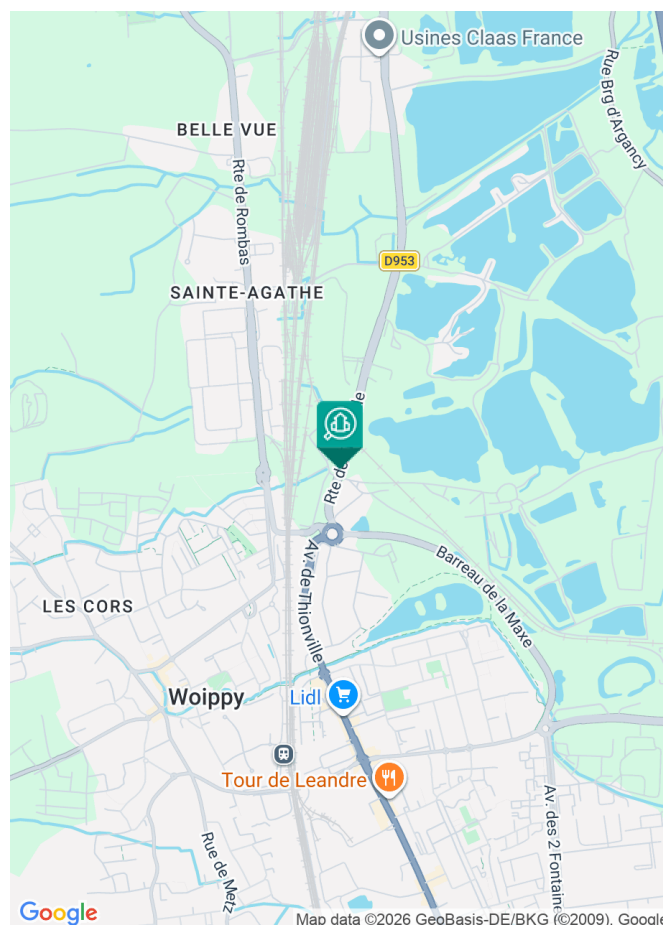 Usines Claas France
Rue Brg d'Argancy
BELLE VUE
Rte de Rombas
D953
SAINTE-AGATHE
Rte de
Av. de Thionville
Barreau de la Maxe
LES CORS
Woippy
Lidl
Tour de Leandre
Av. des 2 Fontaine
Rue de Metz
Google
Map data ©2026 GeoBasis-DE/BKG (©2009), Google